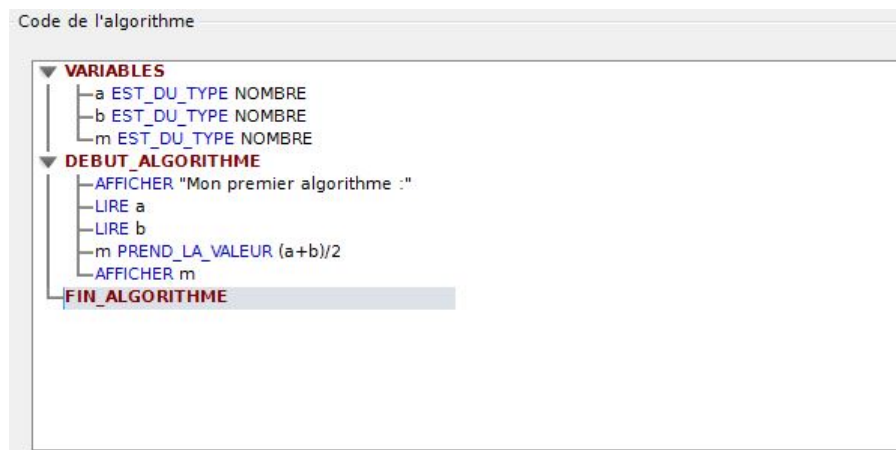 Code de l'algorithme
VARIABLES
a EST_DU_TYPE NOMBRE
b EST_DU_TYPE NOMBRE
m EST_DU_TYPE NOMBRE
DEBUT_ALGORITHME
AFFICHER "Mon premier algorithme :"
LIRE a
LIRE b
m PREND_LA_VALEUR (a+b)/2
AFFICHER m
FIN_ALGORITHME